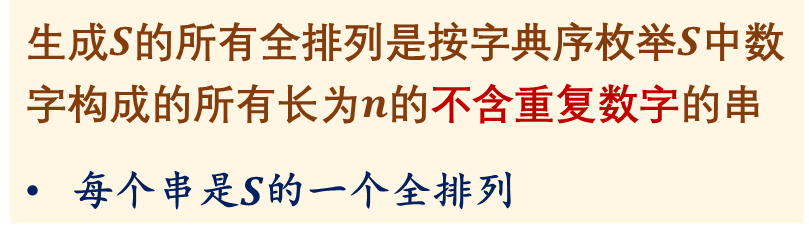 生成S的所有全排列是按字典序枚举S中数
字构成的所有长为n的不含重复数字的串
• 每个串是S的一个全排列